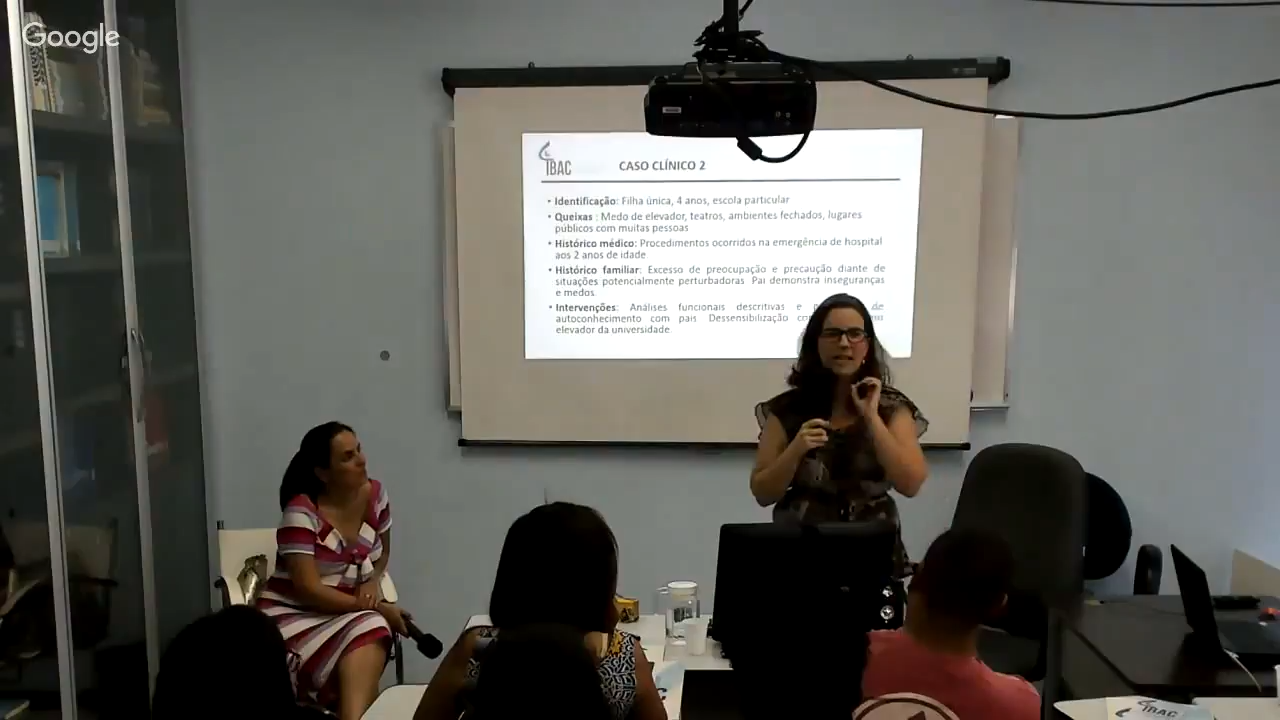 Google
IBAC
CASO CLÍNICO 2
• Identificação: Filha única, 4 anos, escola particular
• Queixas : Medo de elevador, teatros, ambientes fechados, lugares
públicos com muitas pessoas
• Histórico médico: Procedimentos ocorridos na emergência de hospital
aos 2 anos de idade
• Histórico familiar: Excesso de preocupação e precaução diante de
situações potencialmente perturbadoras. Pai demonstra inseguranças
e medos.
• Intervenções: Análises funcionais descritivas e de
autoconhecimento com pais. Dessensibilização
elevador da universidade.
IBAC